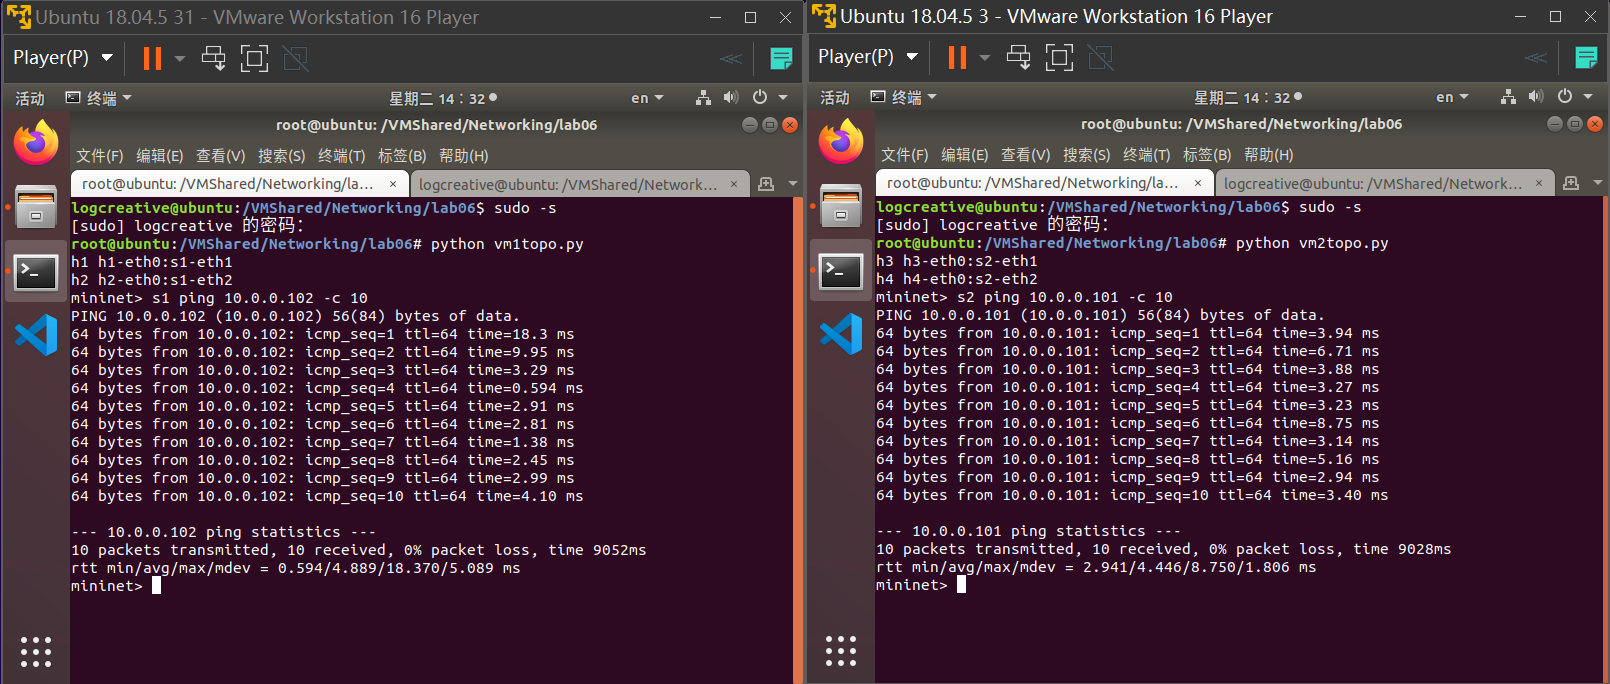 Ubuntu 18.04.5 31 - VMware Workstation 16 Player
Player(P)
活动 终端 星期二 14：32 en
root@ubuntu: /VMShared/Networking/lab06
文件(F) 编辑(E) 查看(V) 搜索(S) 终端(T) 标签(B) 帮助(H)
root@ubuntu: /VMShared/Networking/la... × logcreative@ubuntu: /VMShared/Network... ×
logcreative@ubuntu:/VMShared/Networking/lab06$ sudo -s
[sudo] logcreative 的密码：
root@ubuntu:/VMShared/Networking/lab06# python vm1topo.py
h1 h1-eth0:s1-eth1
h2 h2-eth0:s1-eth2
mininet> s1 ping 10.0.0.102 -c 10
PING 10.0.0.102 (10.0.0.102) 56(84) bytes of data.
64 bytes from 10.0.0.102: icmp_seq=1 ttl=64 time=18.3 ms
64 bytes from 10.0.0.102: icmp_seq=2 ttl=64 time=9.95 ms
64 bytes from 10.0.0.102: icmp_seq=3 ttl=64 time=3.29 ms
64 bytes from 10.0.0.102: icmp_seq=4 ttl=64 time=0.594 ms
64 bytes from 10.0.0.102: icmp_seq=5 ttl=64 time=2.91 ms
64 bytes from 10.0.0.102: icmp_seq=6 ttl=64 time=2.81 ms
64 bytes from 10.0.0.102: icmp_seq=7 ttl=64 time=1.38 ms
64 bytes from 10.0.0.102: icmp_seq=8 ttl=64 time=2.45 ms
64 bytes from 10.0.0.102: icmp_seq=9 ttl=64 time=2.99 ms
64 bytes from 10.0.0.102: icmp_seq=10 ttl=64 time=4.10 ms
--- 10.0.0.102 ping statistics ---
10 packets transmitted, 10 received, 0% packet loss, time 9052ms
rtt min/avg/max/mdev = 0.594/4.889/18.370/5.089 ms
mininet>
Ubuntu 18.04.5 3 - VMware Workstation 16 Player
Player(P)
活动 终端 星期二 14：32 en
root@ubuntu: /VMShared/Networking/lab06
文件(F) 编辑(E) 查看(V) 搜索(S) 终端(T) 标签(B) 帮助(H)
root@ubuntu: /VMShared/Networking/la... × logcreative@ubuntu: /VMShared/Network... ×
logcreative@ubuntu:/VMShared/Networking/lab06$ sudo -s
[sudo] logcreative 的密码：
root@ubuntu:/VMShared/Networking/lab06# python vm2topo.py
h3 h3-eth0:s2-eth1
h4 h4-eth0:s2-eth2
mininet> s2 ping 10.0.0.101 -c 10
PING 10.0.0.101 (10.0.0.101) 56(84) bytes of data.
64 bytes from 10.0.0.101: icmp_seq=1 ttl=64 time=3.94 ms
64 bytes from 10.0.0.101: icmp_seq=2 ttl=64 time=6.71 ms
64 bytes from 10.0.0.101: icmp_seq=3 ttl=64 time=3.88 ms
64 bytes from 10.0.0.101: icmp_seq=4 ttl=64 time=3.27 ms
64 bytes from 10.0.0.101: icmp_seq=5 ttl=64 time=3.23 ms
64 bytes from 10.0.0.101: icmp_seq=6 ttl=64 time=8.75 ms
64 bytes from 10.0.0.101: icmp_seq=7 ttl=64 time=3.14 ms
64 bytes from 10.0.0.101: icmp_seq=8 ttl=64 time=5.16 ms
64 bytes from 10.0.0.101: icmp_seq=9 ttl=64 time=2.94 ms
64 bytes from 10.0.0.101: icmp_seq=10 ttl=64 time=3.40 ms
--- 10.0.0.101 ping statistics ---
10 packets transmitted, 10 received, 0% packet loss, time 9028ms
rtt min/avg/max/mdev = 2.941/4.446/8.750/1.806 ms
mininet>